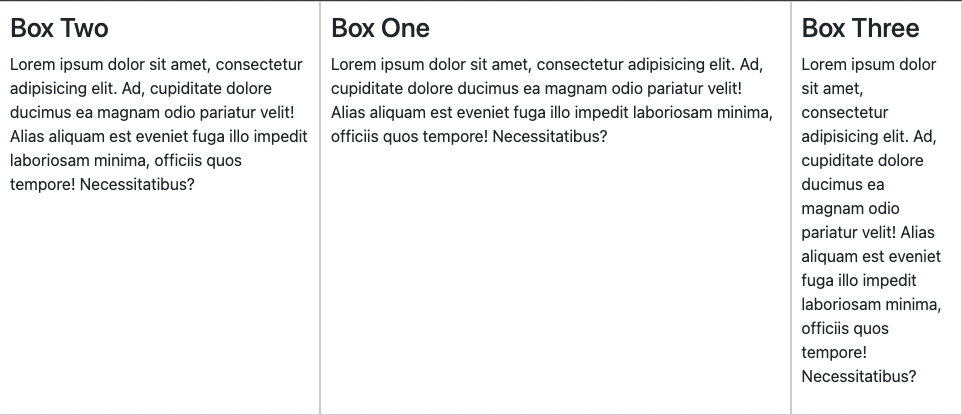 Box Two
Lorem ipsum dolor sit amet, consectetur
adipisicing elit. Ad, cupiditate dolore
ducimus ea magnam odio pariatur velit!
Alias aliquam est eveniet fuga illo impedit
laboriosam minima, officiis quos
tempore! Necessitatibus?
Box One
Lorem ipsum dolor sit amet, consectetur adipisicing elit. Ad,
cupiditate dolore ducimus ea magnam odio pariatur velit!
Alias aliquam est eveniet fuga illo impedit laboriosam minima,
officiis quos tempore! Necessitatibus?
Box Three
Lorem ipsum dolor
sit amet,
consectetur
adipisicing elit. Ad,
cupiditate dolore
ducimus ea
magnam odio
pariatur velit! Alias
aliquam est eveniet
fuga illo impedit
laboriosam minima,
officiis quos
tempore!
Necessitatibus?